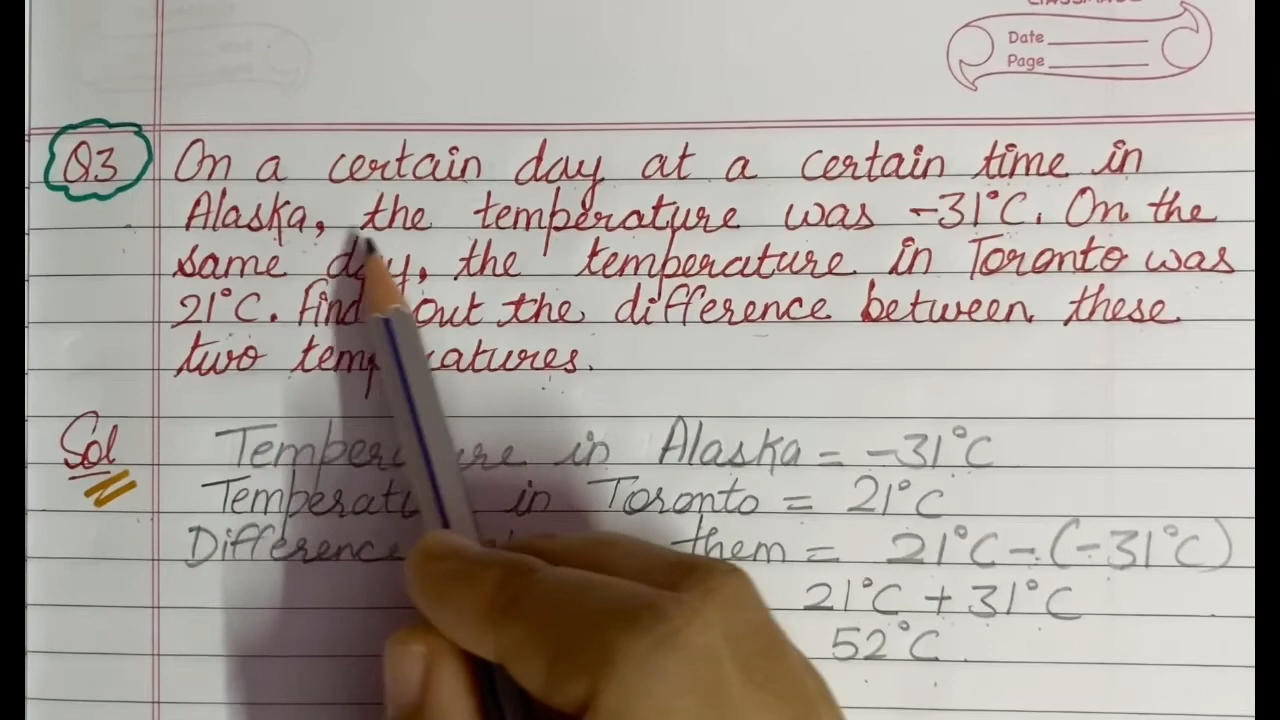 Date
Page
Q3 On a certain day at a certain time in
Alaska, the temperature was -31°C. On the
same day, the temperature in Toronto was
21°C. Find out the difference between these
two temperatures.
Sol Temperature in Alaska = -31°C
Temperature in Toronto = 21°C
Difference them = 21°C - (-31°C)
21°C + 31°C
52°C.